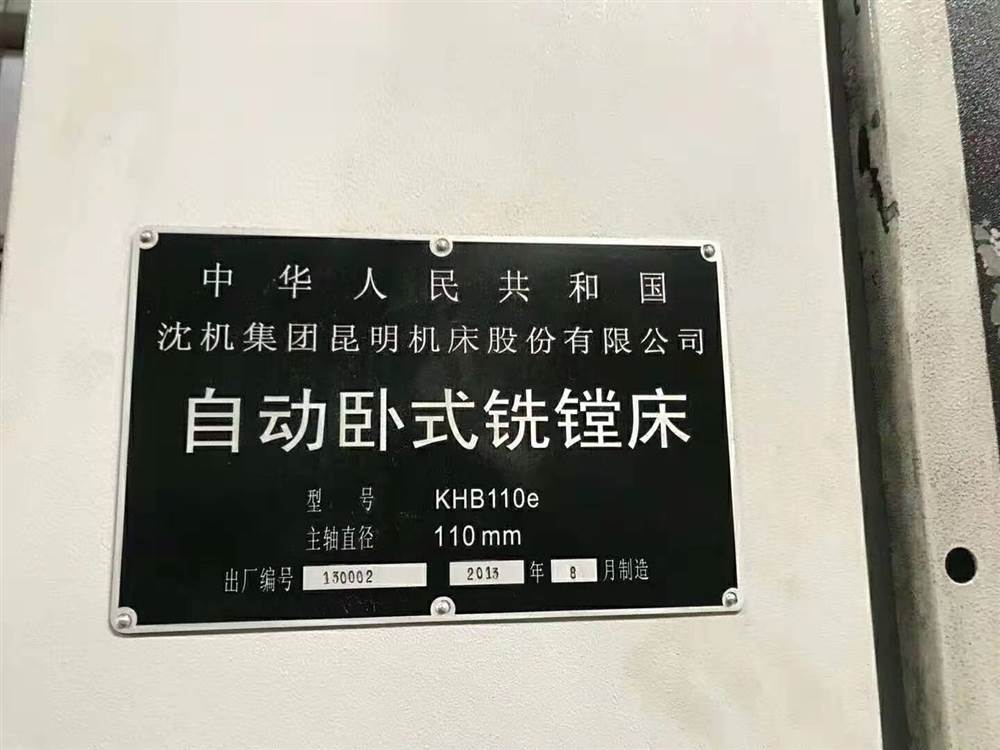 中华人民共和国
沈机集团昆明机床股份有限公司
自动卧式铣镗床
型号 KHB110e
主轴直径 110mm
出厂编号 130002 2013 年 8 月制造